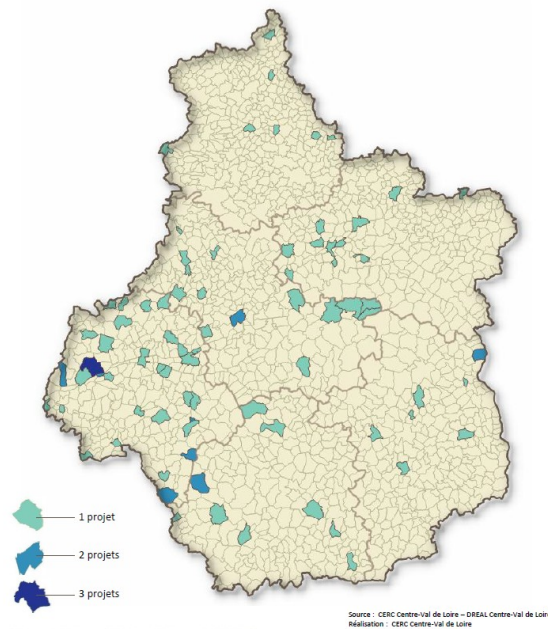 1 projet
2 projets
3 projets
Source : CERC Centre-Val de Loire – DREAL Centre-Val de Loire
Réalisation : CERC Centre-Val de Loire